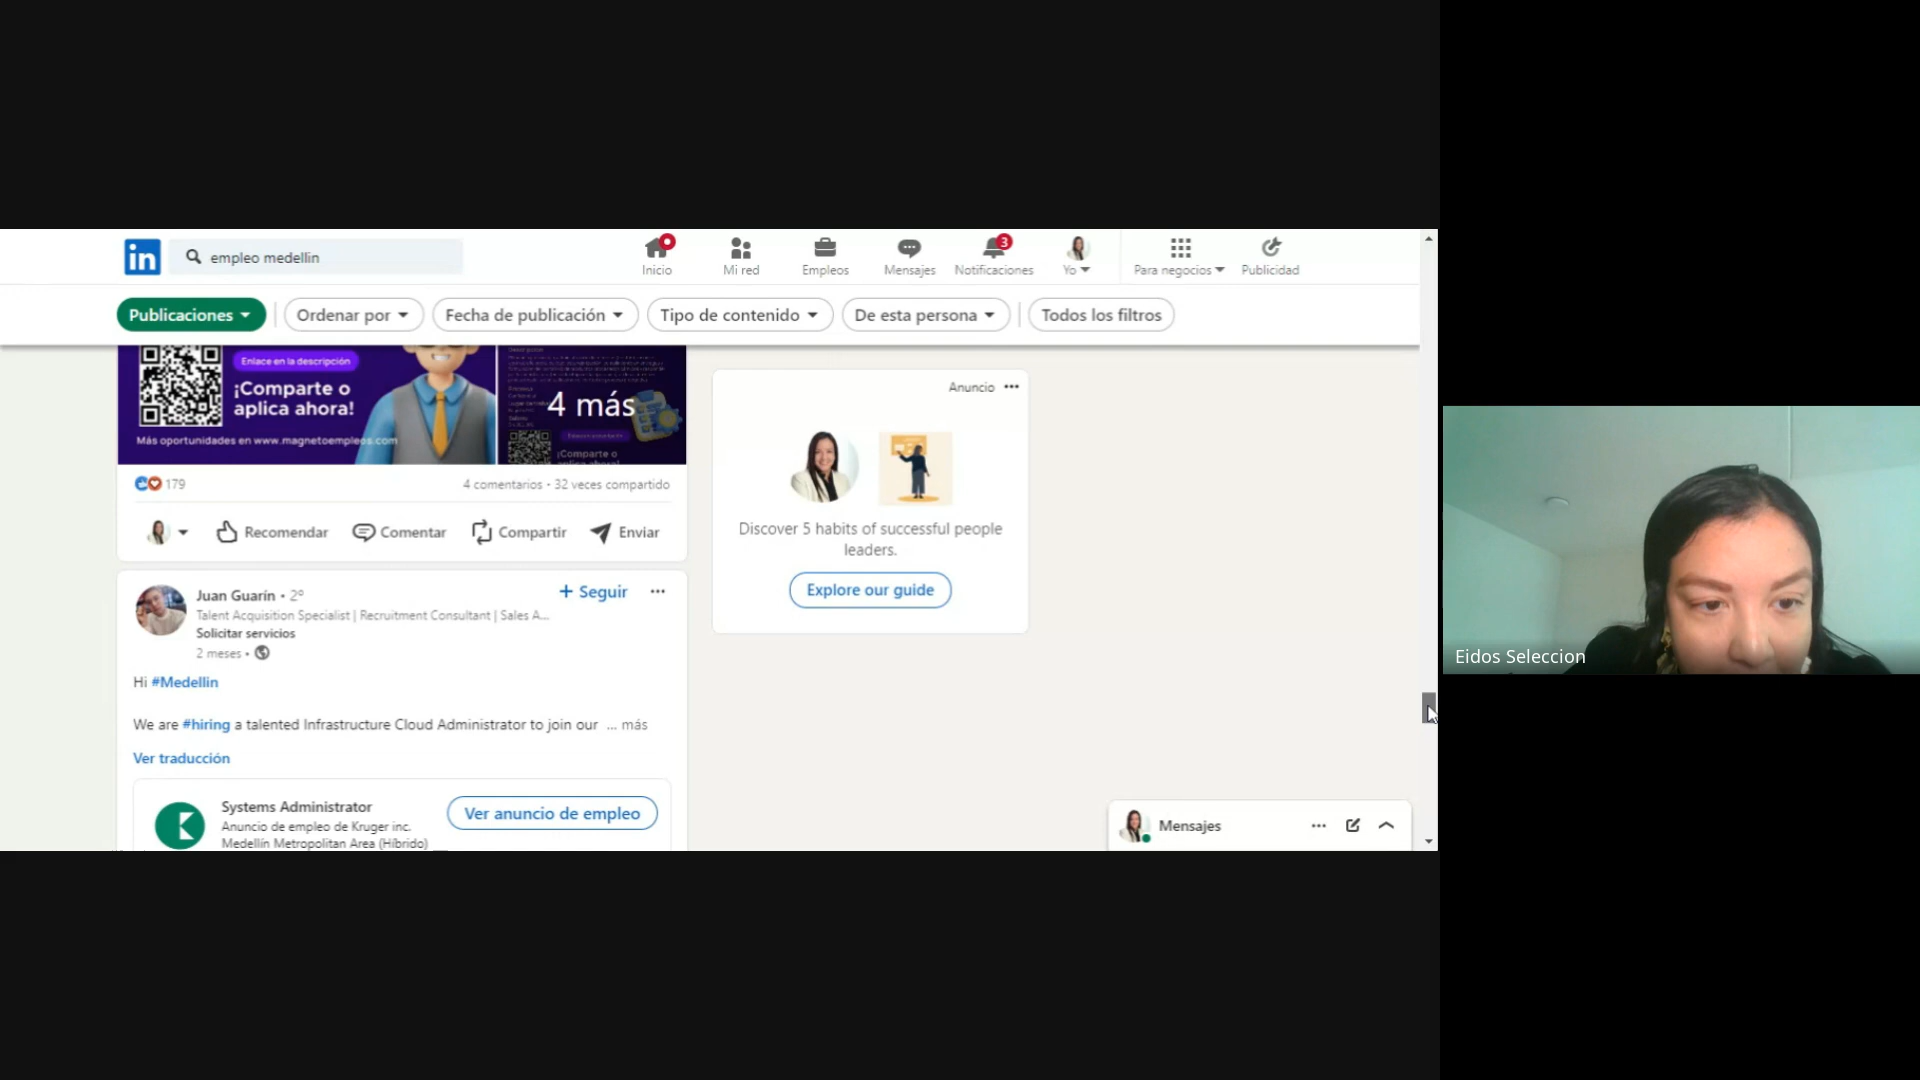 in
empleo medellin
Inicio
Mi red
Empleos
Mensajes
3
Notificaciones
Yo
Para negocios
Publicidad
Publicaciones
Ordenar por
Fecha de publicación
Tipo de contenido
De esta persona
Todos los filtros
Enlace en la descripción
¡Comparte o
aplica ahora!
Más oportunidades en www.magnetoempleos.com
4 más
¡Comparte o
aplica ahora!
179
4 comentarios • 32 veces compartido
Recomendar
Comentar
Compartir
Enviar
Anuncio
Discover 5 habits of successful people
leaders.
Explore our guide
Juan Guarín • 2º
+ Seguir
Talent Acquisition Specialist | Recruitment Consultant | Sales A...
Solicitar servicios
2 meses •
Hi #Medellin
We are #hiring a talented Infrastructure Cloud Administrator to join our ... más
Ver traducción
Systems Administrator
Anuncio de empleo de Kruger inc.
Medellín Metropolitan Area (Híbrido)
Ver anuncio de empleo
Mensajes
Eidos Seleccion